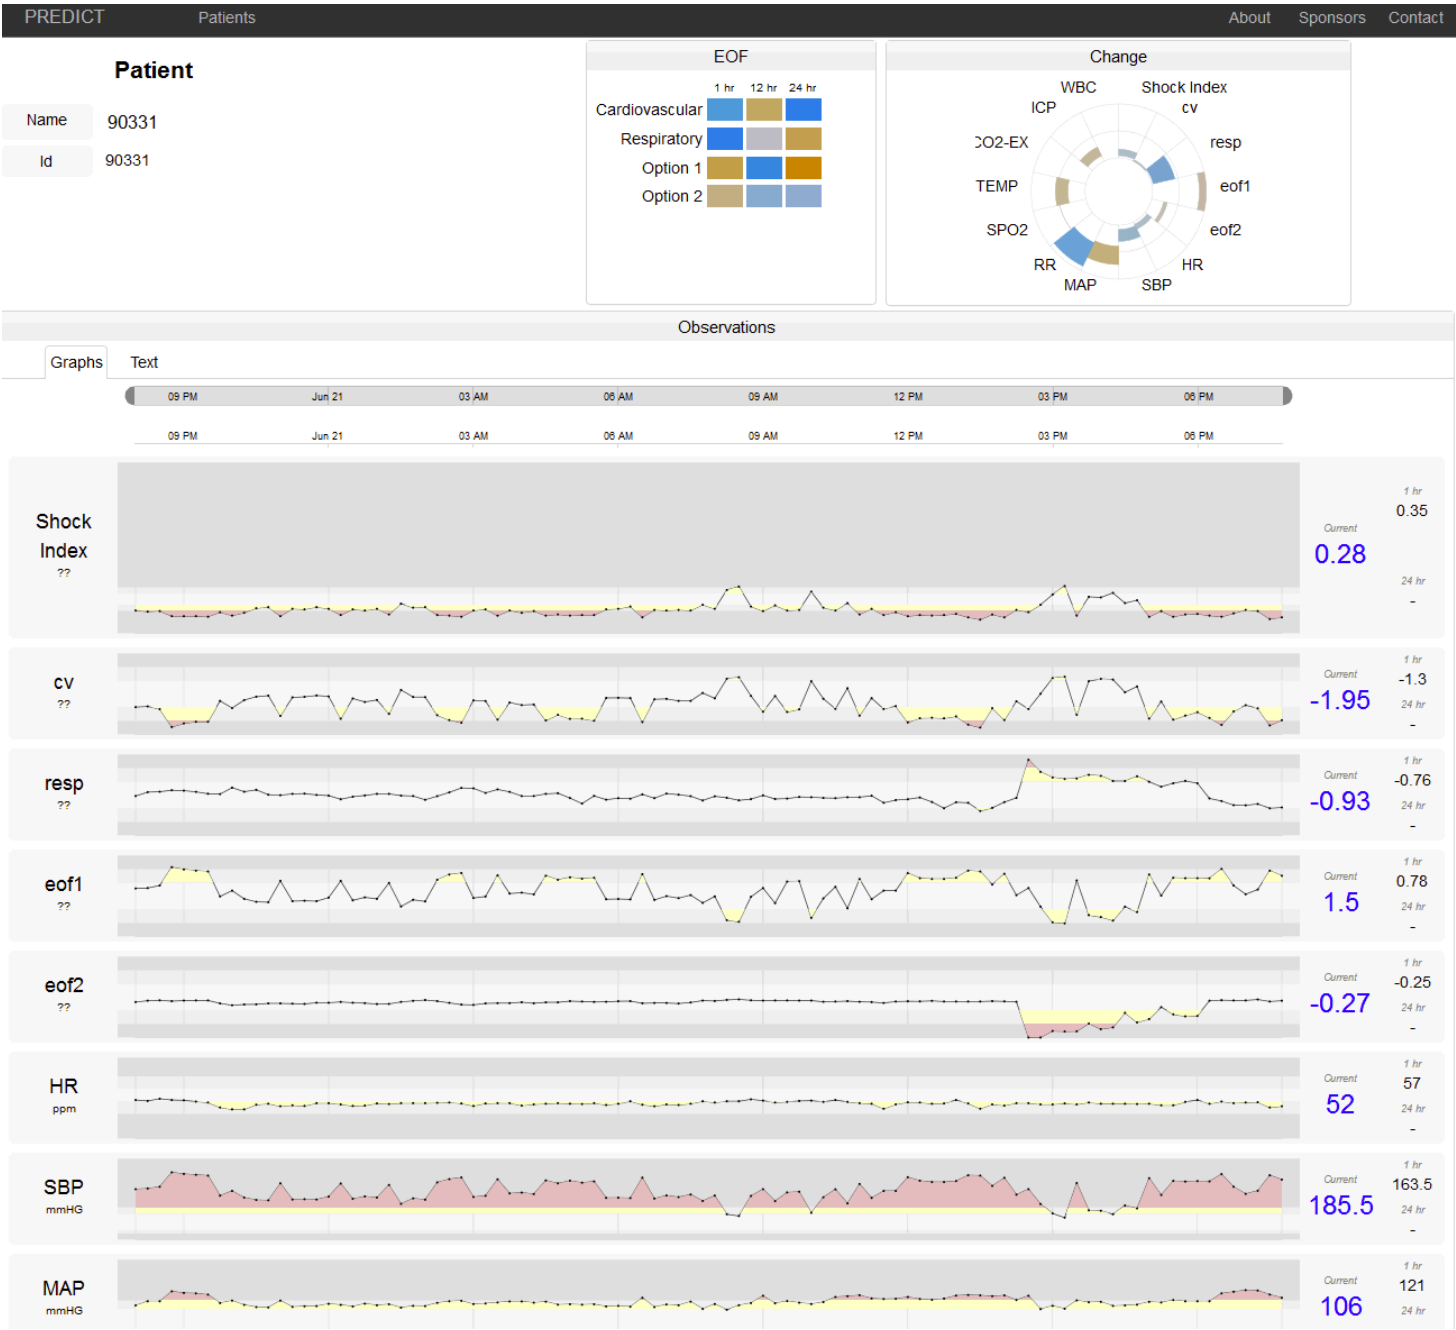 PREDICT Patients About Sponsors Contact
Patient
Name 90331
Id 90331
EOF
1 hr 12 hr 24 hr
Cardiovascular
Respiratory
Option 1
Option 2
Change
WBC Shock Index
ICP cv
CO2-EX resp
TEMP eof1
SPO2 eof2
RR HR
MAP SBP
Observations
Graphs Text
09 PM Jun 21 03 AM 06 AM 09 AM 12 PM 03 PM 06 PM
09 PM Jun 21 03 AM 06 AM 09 AM 12 PM 03 PM 06 PM
Shock
Index
??
Current
0.28
1 hr
0.35
24 hr
-
cv
??
Current
-1.95
1 hr
-1.3
24 hr
-
resp
??
Current
-0.93
1 hr
-0.76
24 hr
-
eof1
??
Current
1.5
1 hr
0.78
24 hr
-
eof2
??
Current
-0.27
1 hr
-0.25
24 hr
-
HR
ppm
Current
52
1 hr
57
24 hr
-
SBP
mmHG
Current
185.5
1 hr
163.5
24 hr
-
MAP
mmHG
Current
106
1 hr
121
24 hr